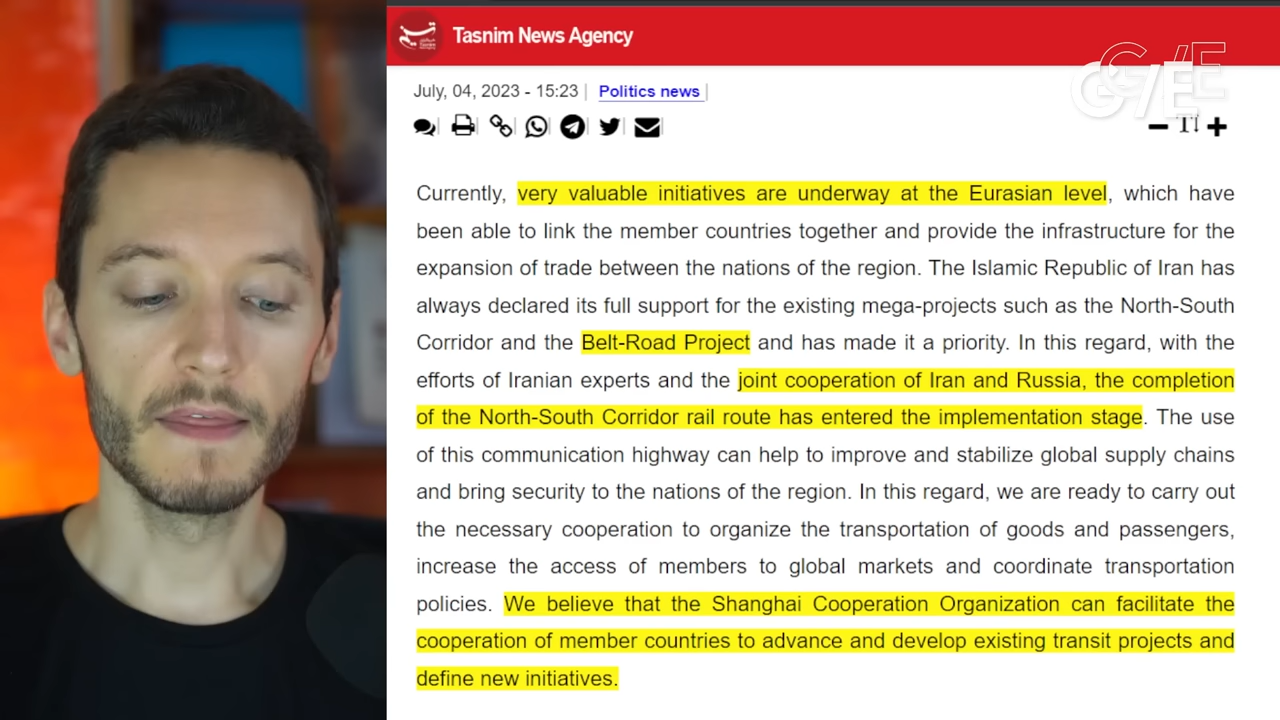 Tasnim News Agency
July, 04, 2023 - 15:23 | Politics news |
G/E
Currently, very valuable initiatives are underway at the Eurasian level, which have
been able to link the member countries together and provide the infrastructure for the
expansion of trade between the nations of the region. The Islamic Republic of Iran has
always declared its full support for the existing mega-projects such as the North-South
Corridor and the Belt-Road Project and has made it a priority. In this regard, with the
efforts of Iranian experts and the joint cooperation of Iran and Russia, the completion
of the North-South Corridor rail route has entered the implementation stage. The use
of this communication highway can help to improve and stabilize global supply chains
and bring security to the nations of the region. In this regard, we are ready to carry out
the necessary cooperation to organize the transportation of goods and passengers,
increase the access of members to global markets and coordinate transportation
policies. We believe that the Shanghai Cooperation Organization can facilitate the
cooperation of member countries to advance and develop existing transit projects and
define new initiatives.